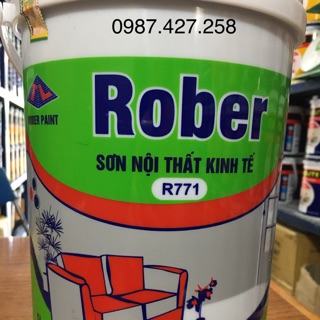 0987.427.258
Rober
ROBER PAINT
SƠN NỘI THẤT KINH TẾ
R771